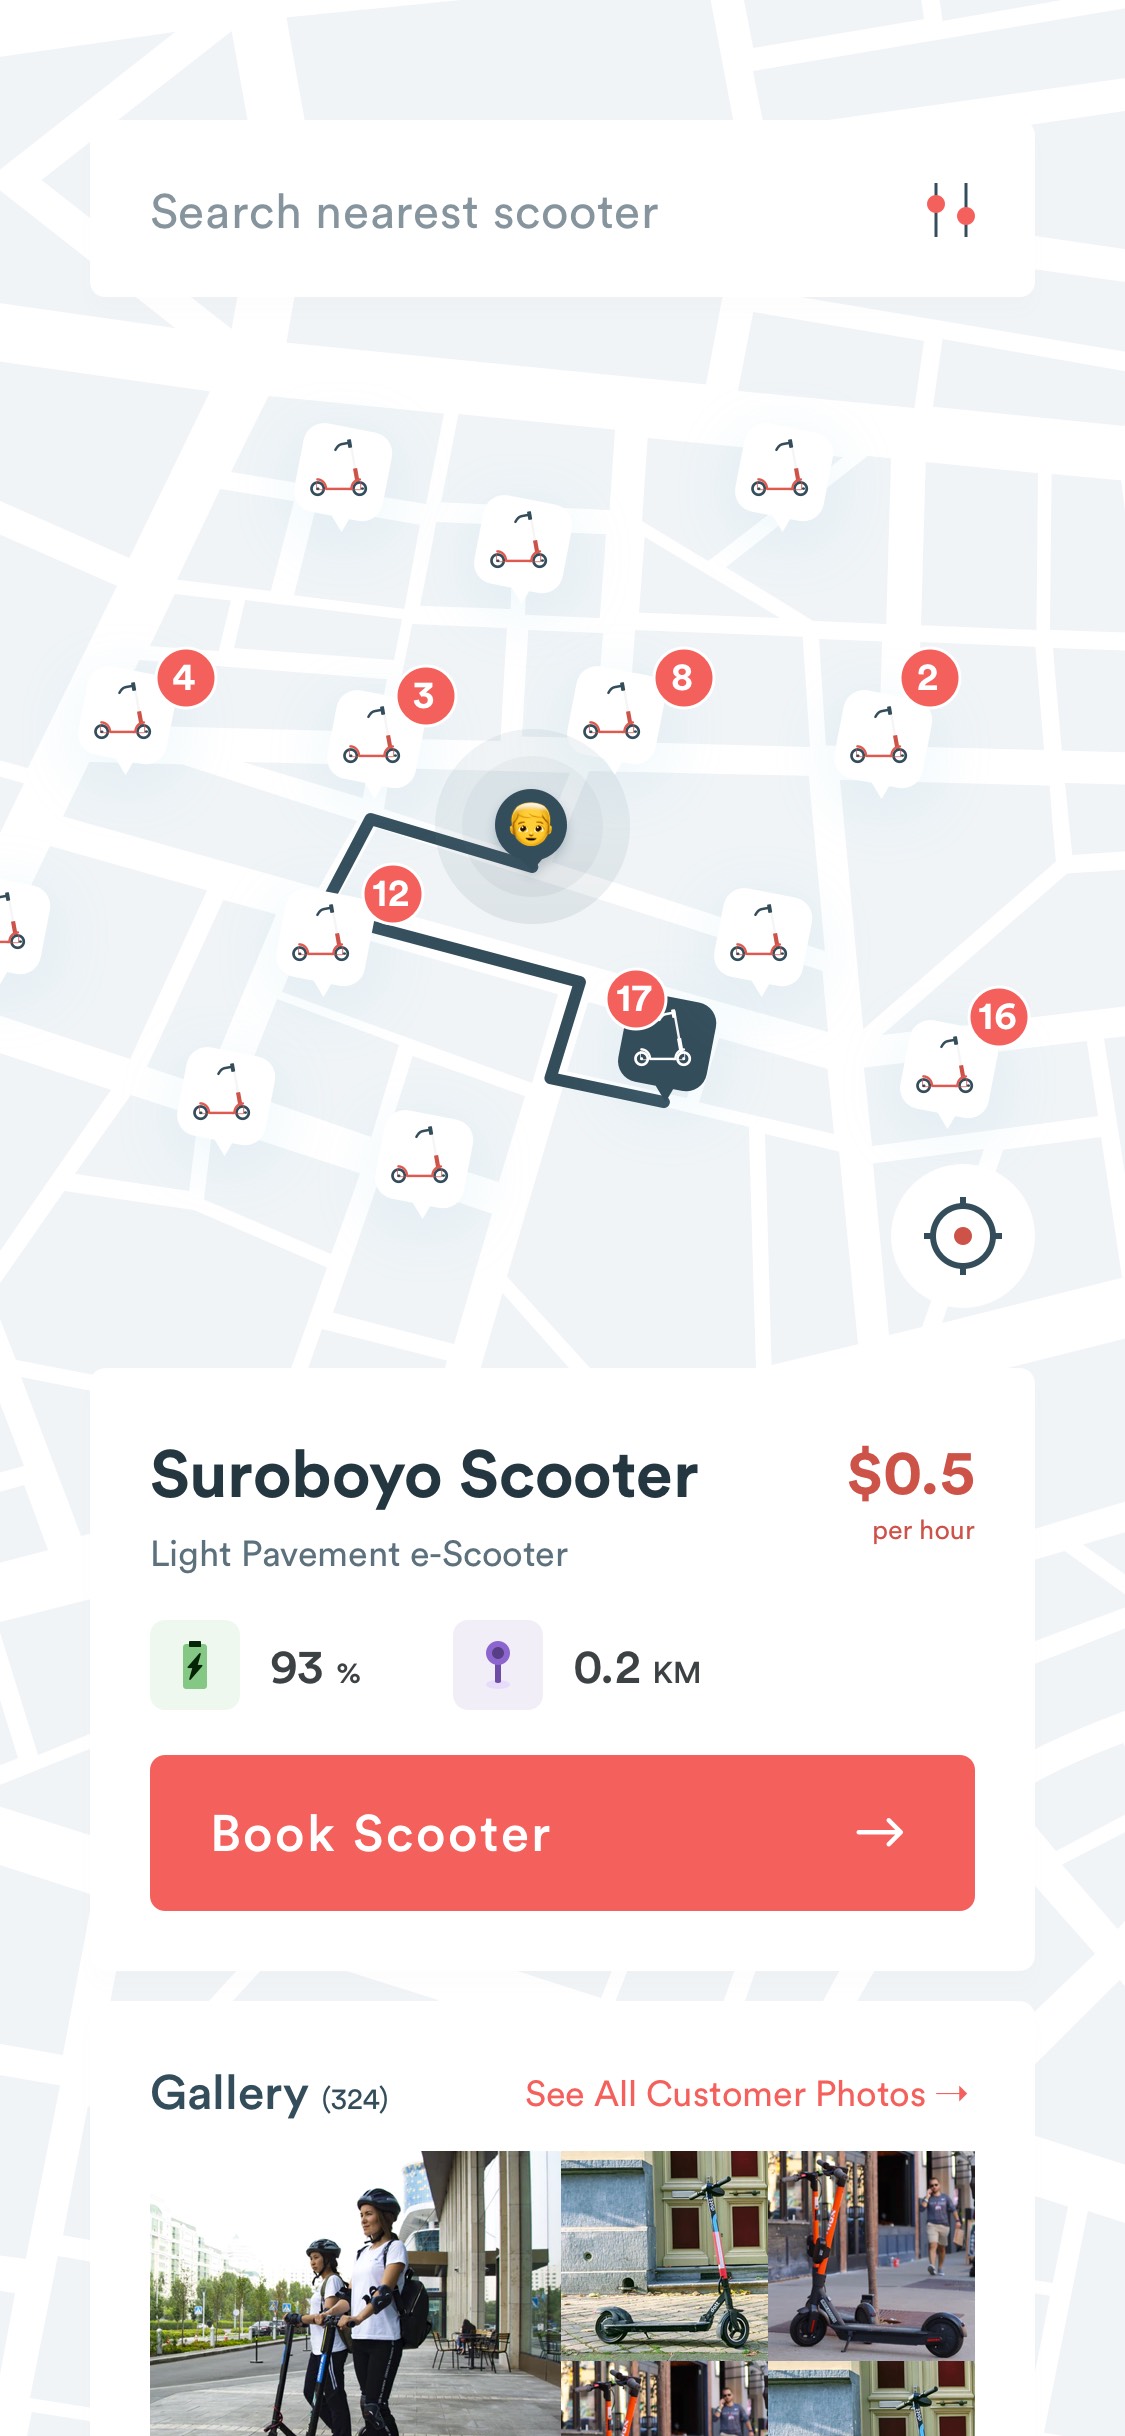 Search nearest scooter
4
3
8
2
12
17
16
Suroboyo Scooter
$0.5
per hour
Light Pavement e-Scooter
93 %
0.2 KM
Book Scooter →
Gallery (324)
See All Customer Photos →